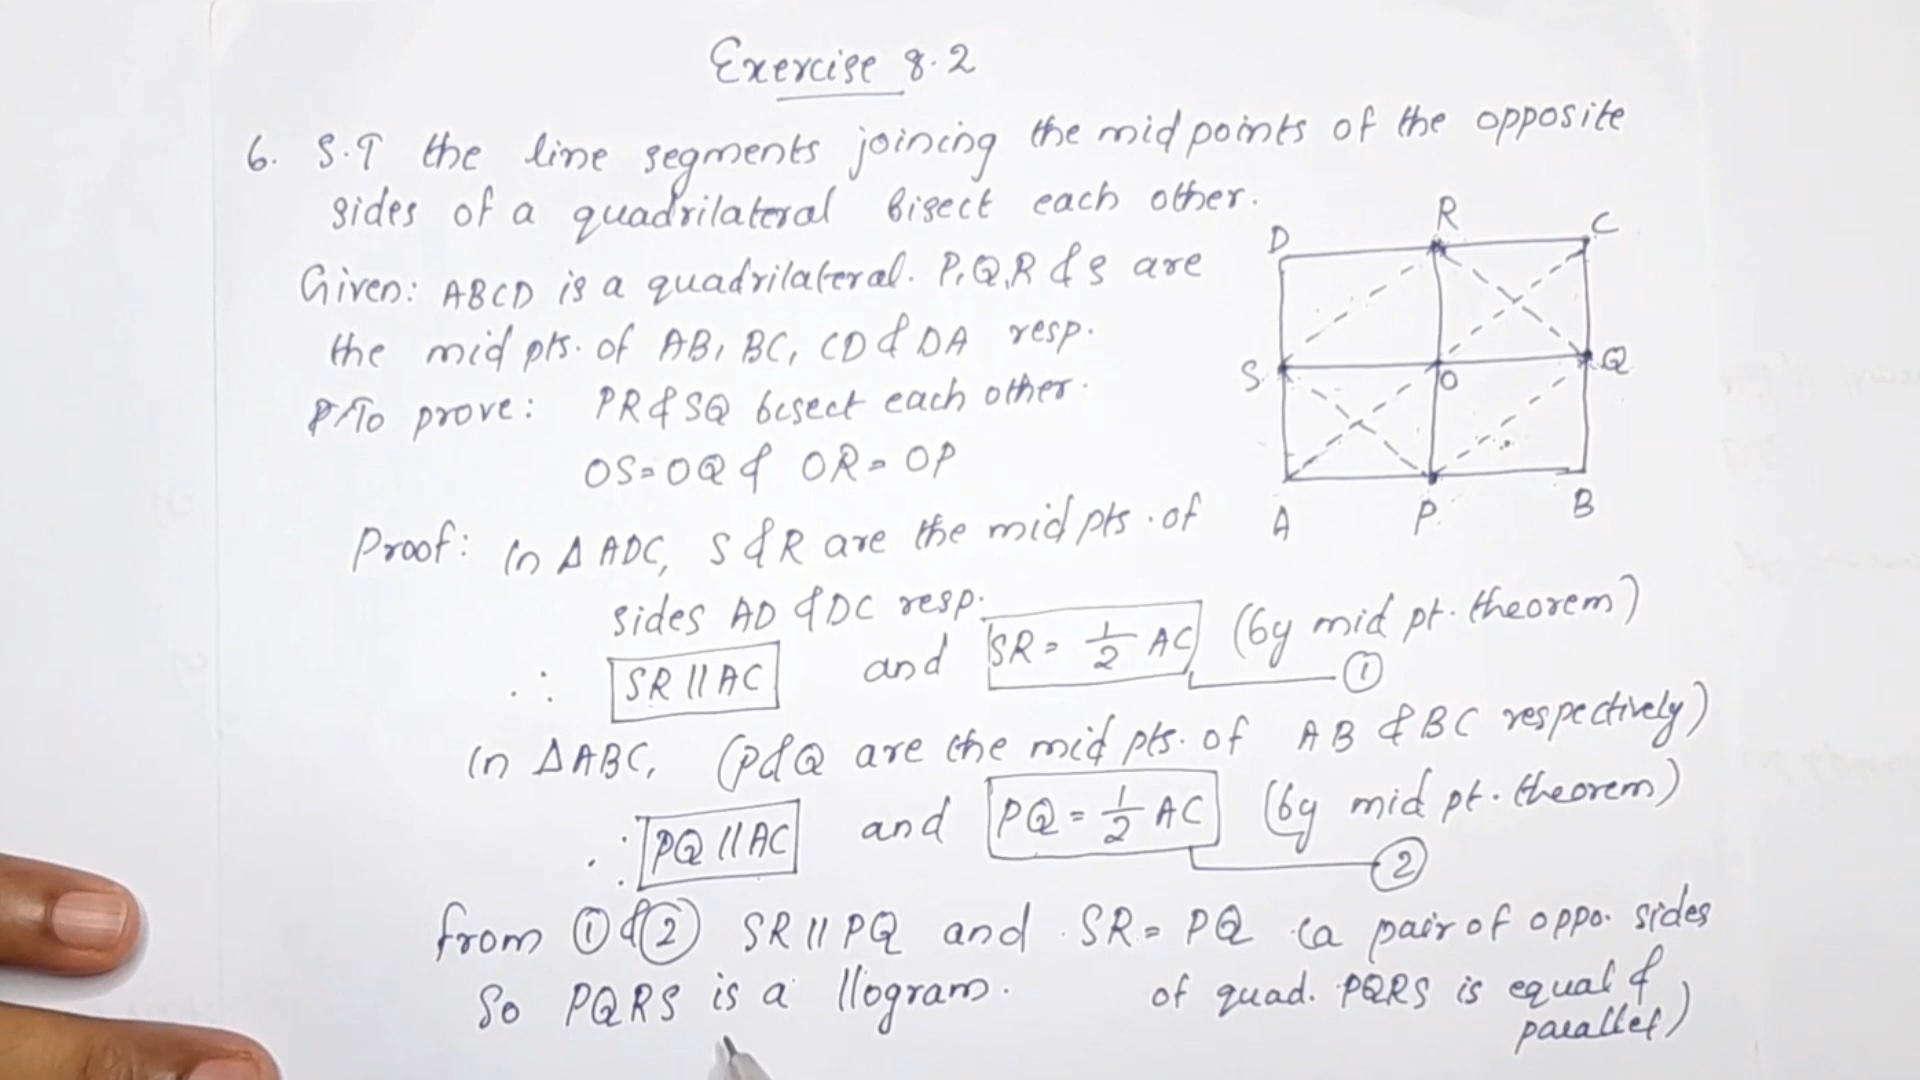 Exercise 8.2
6. S.T the line segments joining the mid points of the opposite
sides of a quadrilateral bisect each other.
Given: ABCD is a quadrilateral. P,Q,R & S are
the mid pts. of AB, BC, CD & DA resp.
To prove: PR & SQ bisect each other.
OS = OQ & OR = OP
D R C
S O Q
A P B
Proof: In Δ ADC, S & R are the mid pts. of
sides AD & DC resp.
∴ SR || AC and SR = 1/2 AC (by mid pt. theorem)
①
In ΔABC, (P & Q are the mid pts. of AB & BC respectively)
∴ PQ || AC and PQ = 1/2 AC (by mid pt. theorem)
②
from ① & ② SR || PQ and SR = PQ (a pair of oppo. sides
So PQRS is a ||ogram. of quad. PQRS is equal &
parallel)